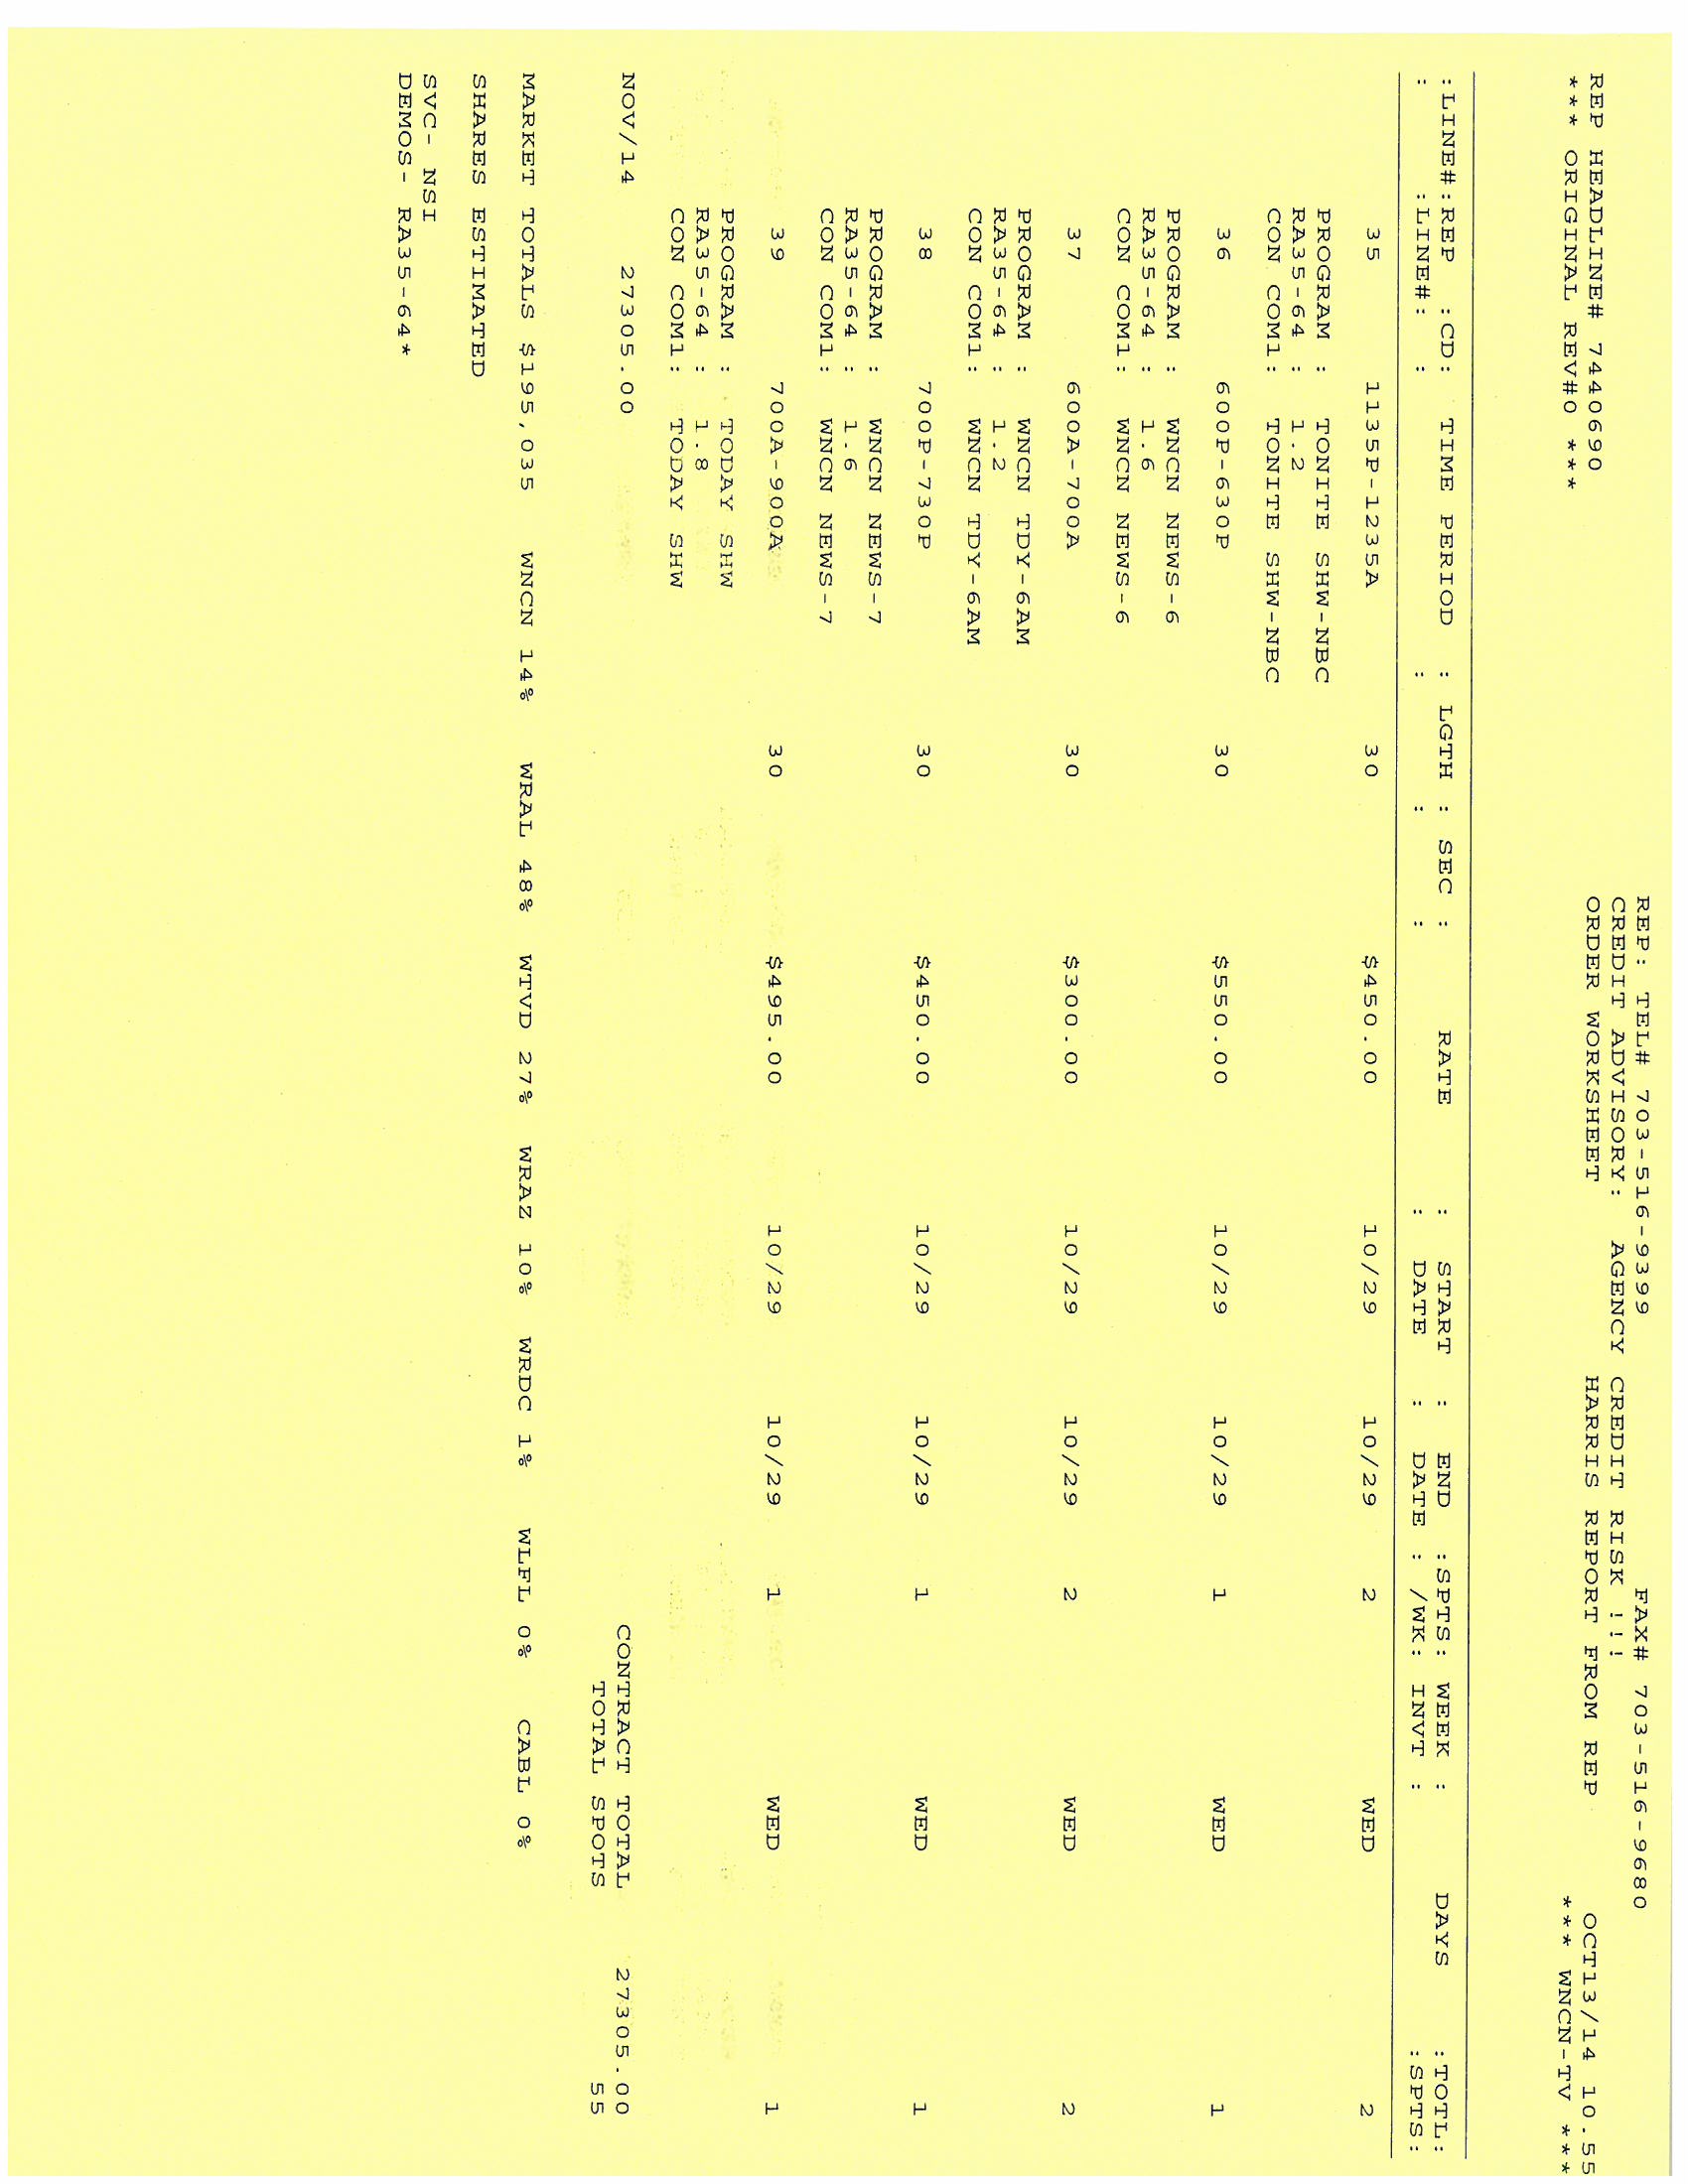 REP: TEL# 703-516-9399 FAX# 703-516-9680
CREDIT ADVISORY: AGENCY CREDIT RISK !!!
REP HEADLINE# 7440690 ORDER WORKSHEET HARRIS REPORT FROM REP OCT13/14 10.55
*** ORIGINAL REV#0 *** *** WNCN-TV ***
:LINE#:REP :CD: TIME PERIOD : LGTH : SEC : RATE : START : END :SPTS: WEEK : DAYS :TOTL:
: :LINE#: : : : : : DATE : DATE : /WK: INVT : :SPTS:
35 1135P-1235A 30 $450.00 10/29 10/29 2 WED 2
PROGRAM : TONITE SHW-NBC
RA35-64 : 1.2
CON COM1: TONITE SHW-NBC
36 600P-630P 30 $550.00 10/29 10/29 1 WED 1
PROGRAM : WNCN NEWS-6
RA35-64 : 1.6
CON COM1: WNCN NEWS-6
37 600A-700A 30 $300.00 10/29 10/29 2 WED 2
PROGRAM : WNCN TDY-6AM
RA35-64 : 1.2
CON COM1: WNCN TDY-6AM
38 700P-730P 30 $450.00 10/29 10/29 1 WED 1
PROGRAM : WNCN NEWS-7
RA35-64 : 1.6
CON COM1: WNCN NEWS-7
39 700A-900A 30 $495.00 10/29 10/29 1 WED 1
PROGRAM : TODAY SHW
RA35-64 : 1.8
CON COM1: TODAY SHW
NOV/14 27305.00 CONTRACT TOTAL 27305.00
TOTAL SPOTS 55
MARKET TOTALS $195,035 WNCN 14% WRAL 48% WTVD 27% WRAZ 10% WRDC 1% WLFL 0% CABL 0%
SHARES ESTIMATED
SVC- NSI
DEMOS- RA35-64*